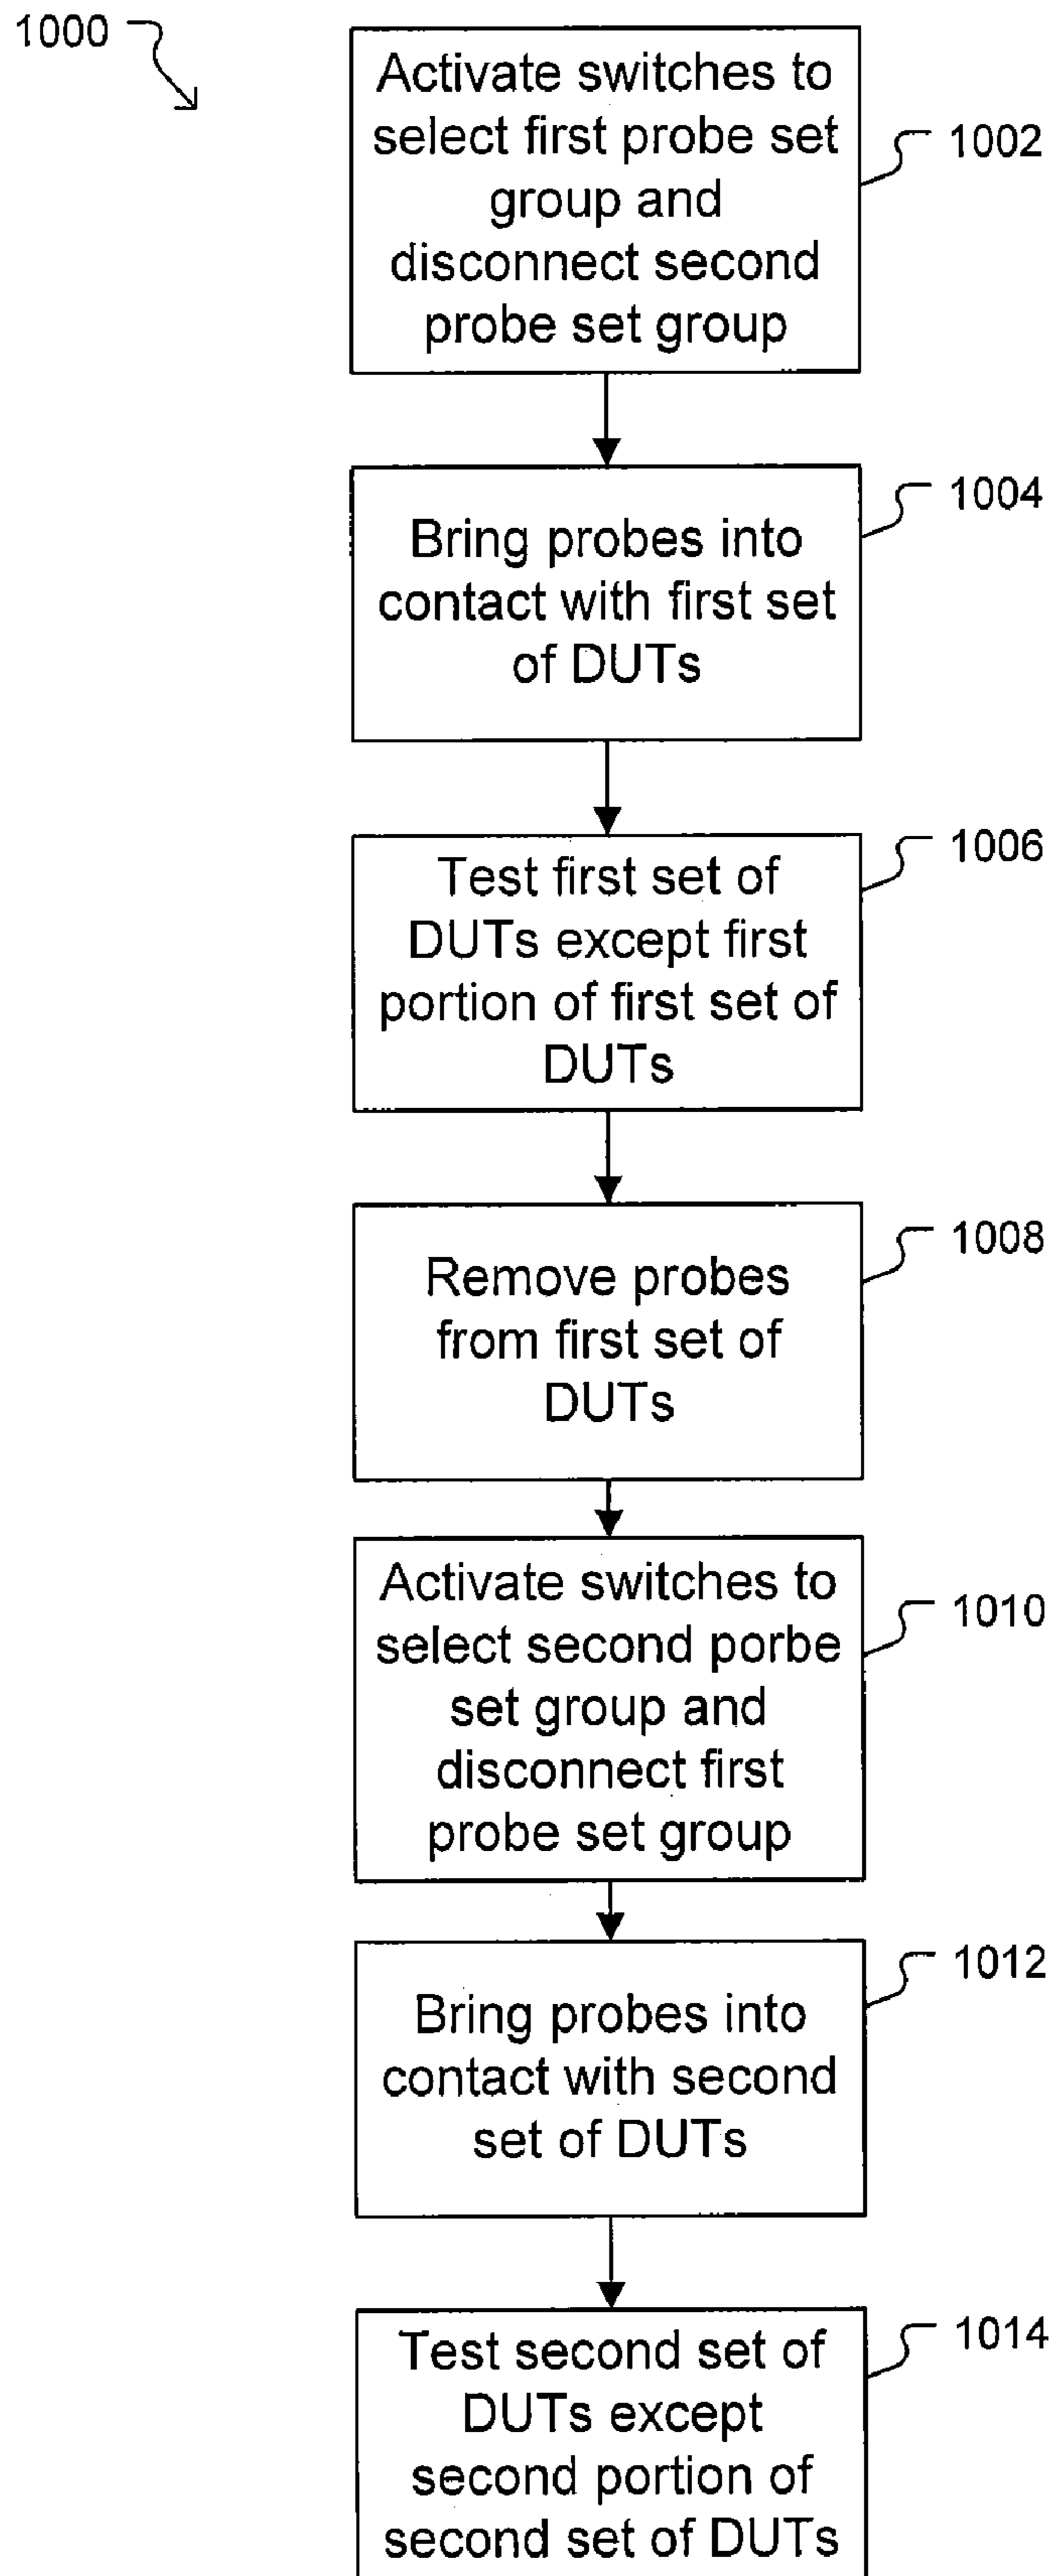 1000
Activate switches to
select first probe set
group and
disconnect second
probe set group
1002
Bring probes into
contact with first set
of DUTs
1004
Test first set of
DUTs except first
portion of first set of
DUTs
1006
Remove probes
from first set of
DUTs
1008
Activate switches to
select second porbe
set group and
disconnect first
probe set group
1010
Bring probes into
contact with second
set of DUTs
1012
Test second set of
DUTs except
second portion of
second set of DUTs
1014